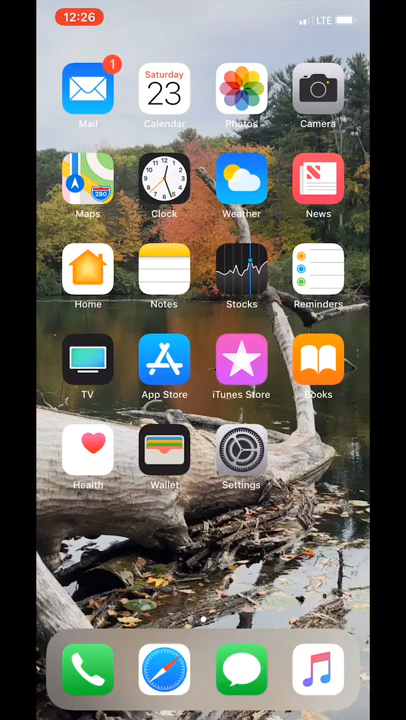 12:26 LTE
1
Saturday
23
Mail Calendar Photos Camera
280
Maps Clock Weather News
Home Notes Stocks Reminders
TV App Store iTunes Store Books
Health Wallet Settings